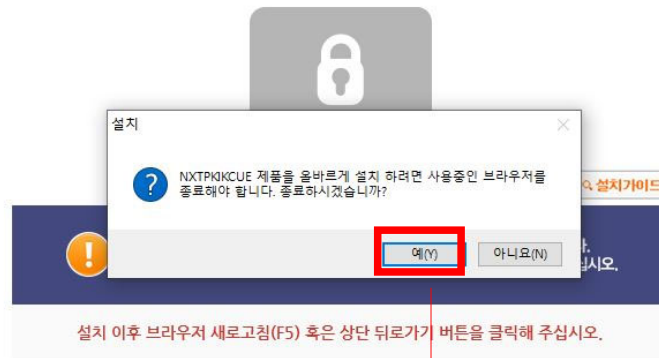 설치
NXTPKIKCUE 제품을 올바르게 설치 하려면 사용중인 브라우저를
종료해야 합니다. 종료하시겠습니까?
설치가이드
예(Y)
아니요(N)
십시오.
설치 이후 브라우저 새로고침(F5) 혹은 상단 뒤로가기 버튼을 클릭해 주십시오.